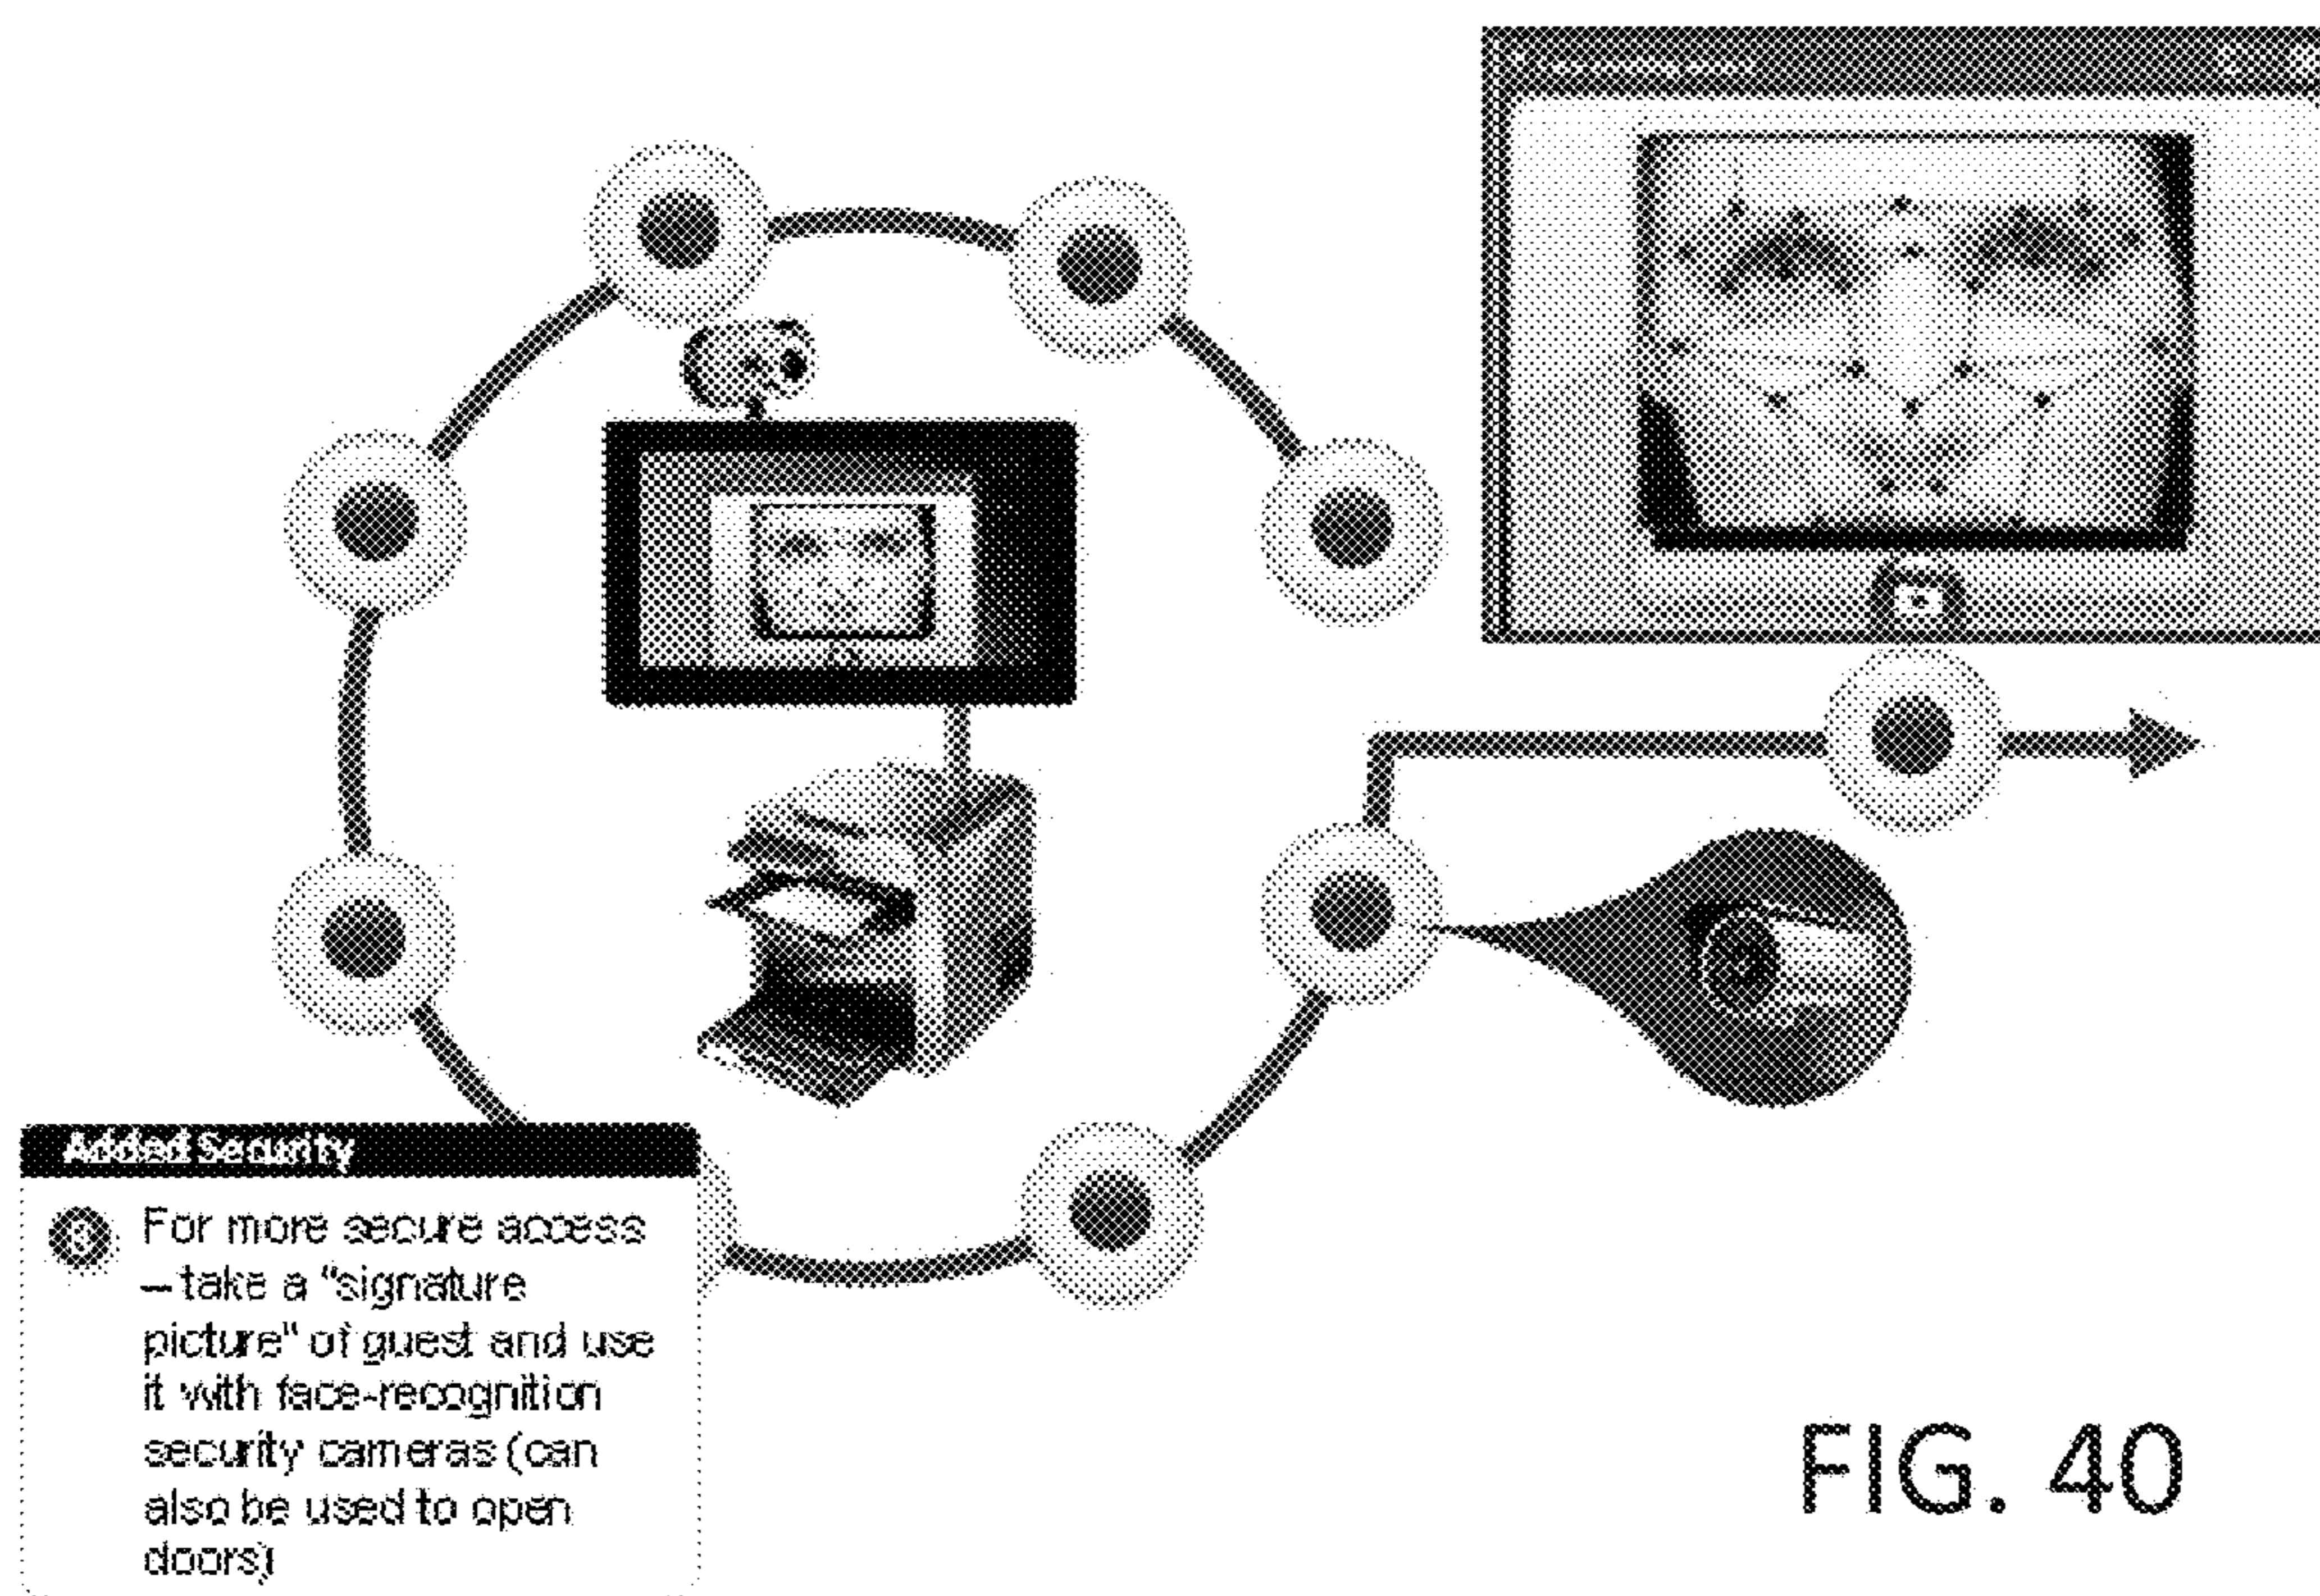 Added Security
For more secure access
– take a "signature
picture" of guest and use
it with face-recognition
security cameras (can
also be used to open
doors)
FIG. 40